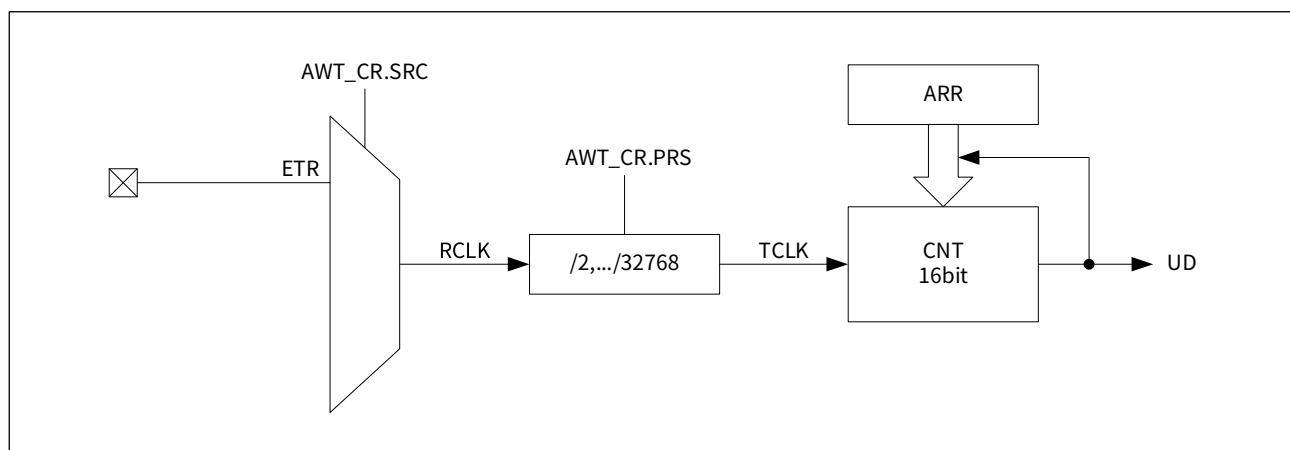 AWT_CR.SRC
ARR
ETR
AWT_CR.PRS
RCLK
/2,.../32768
TCLK
CNT
16bit
UD